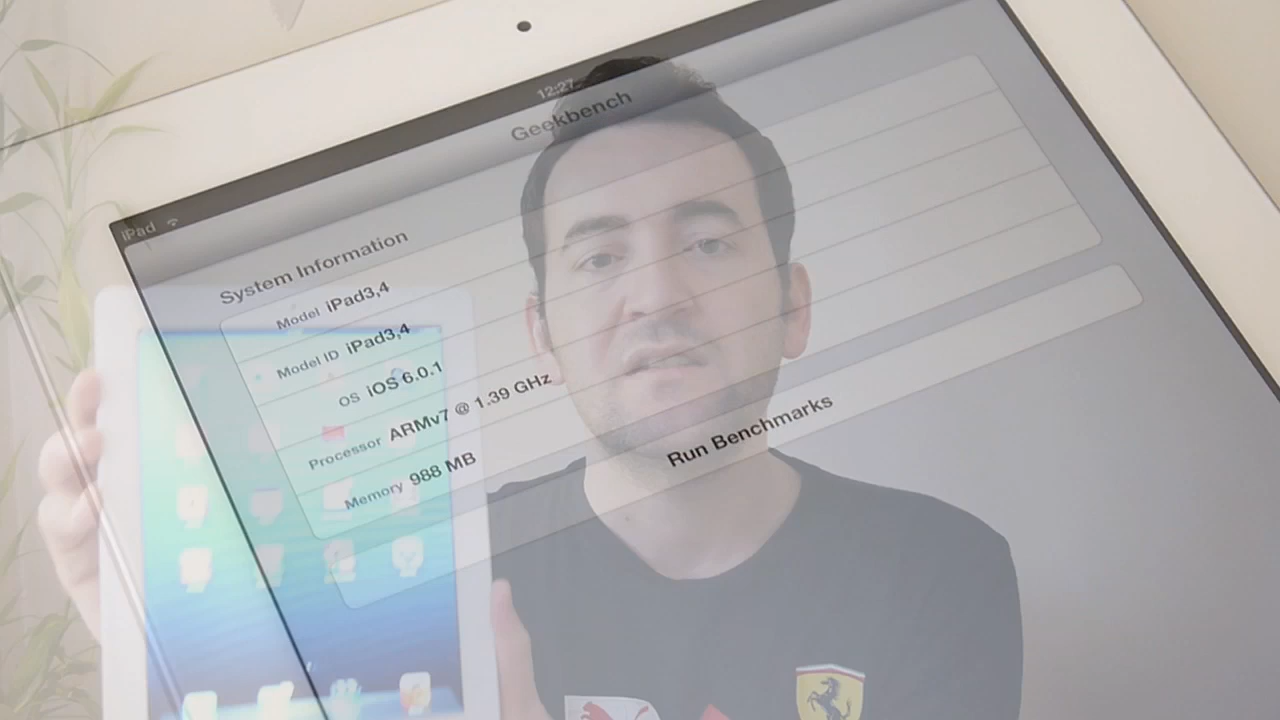 12:27
Geekbench
iPad
System Information
Model iPad3,4
Model ID iPad3,4
OS iOS 6.0.1
Processor ARMv7 @ 1.39 GHz
Memory 988 MB
Run Benchmarks